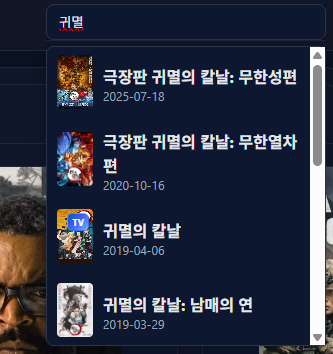 귀멸
극장판 귀멸의 칼날: 무한성편
2025-07-18
극장판 귀멸의 칼날: 무한열차
편
2020-10-16
TV
귀멸의 칼날
2019-04-06
귀멸의 칼날: 남매의 연
2019-03-29